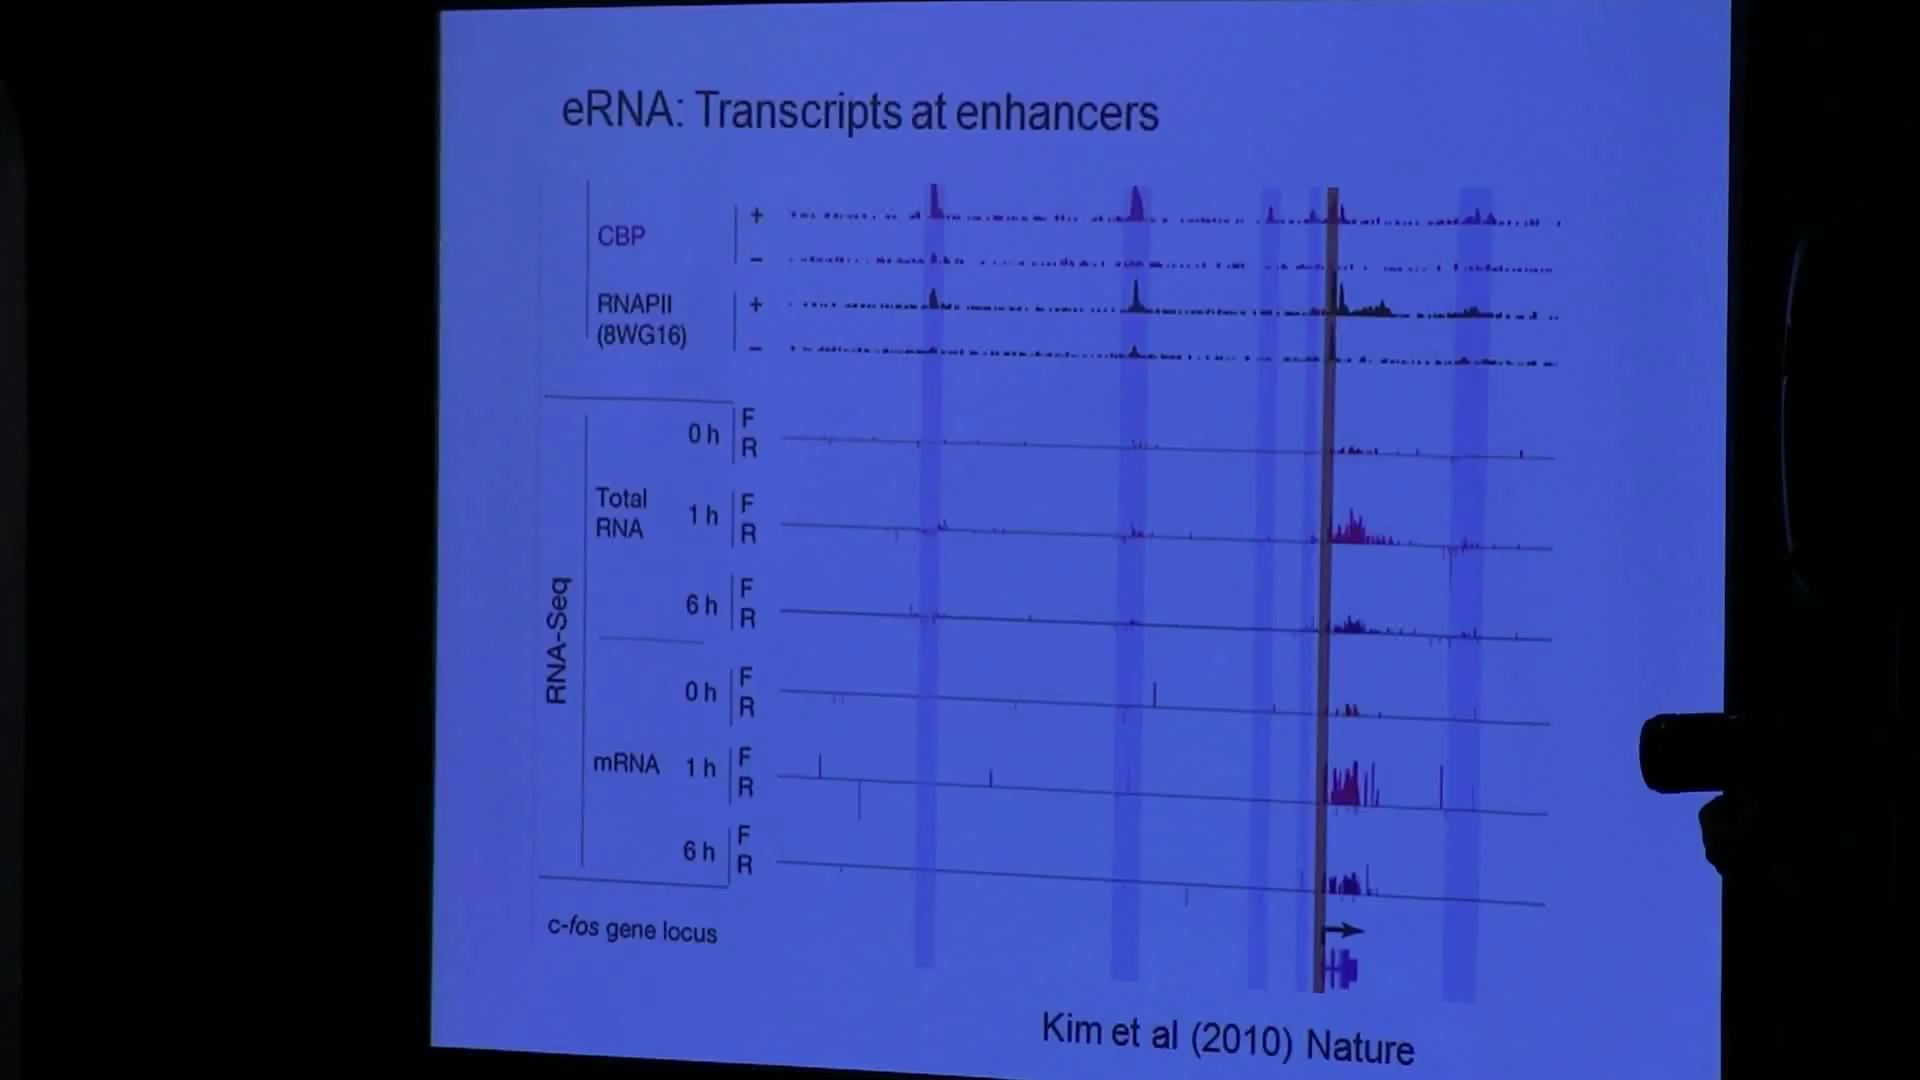 eRNA: Transcripts at enhancers
CBP
+
−
RNAPII
(8WG16)
+
−
RNA-Seq
Total
RNA
0 h
F
R
1 h
F
R
6 h
F
R
mRNA
0 h
F
R
1 h
F
R
6 h
F
R
c-fos gene locus
Kim et al (2010) Nature